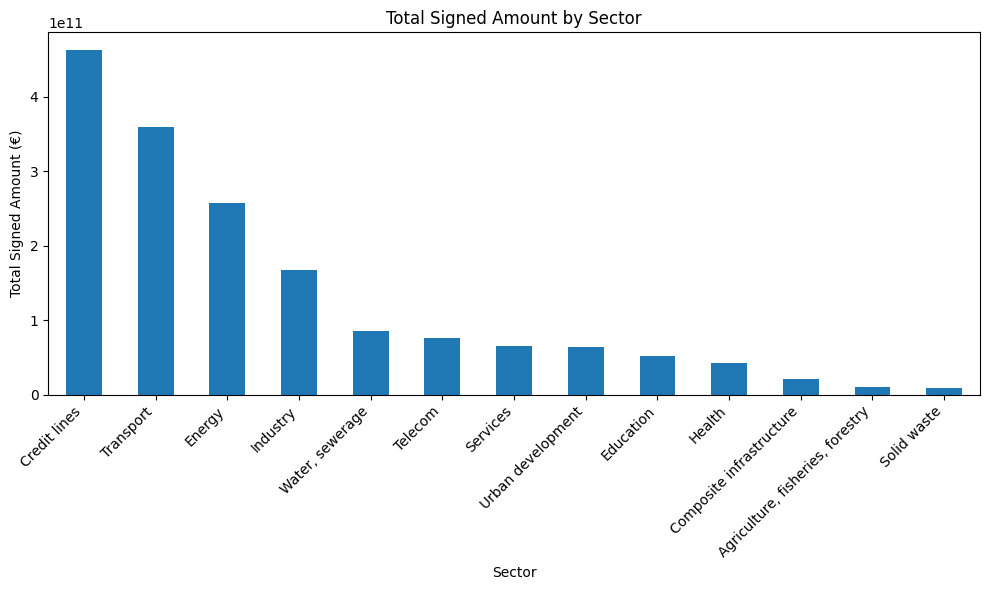 Total Signed Amount by Sector
1e11
Total Signed Amount (€)
4
3
2
1
0
Credit lines
Transport
Energy
Industry
Water, sewerage
Telecom
Services
Urban development
Education
Health
Composite infrastructure
Agriculture, fisheries, forestry
Solid waste
Sector